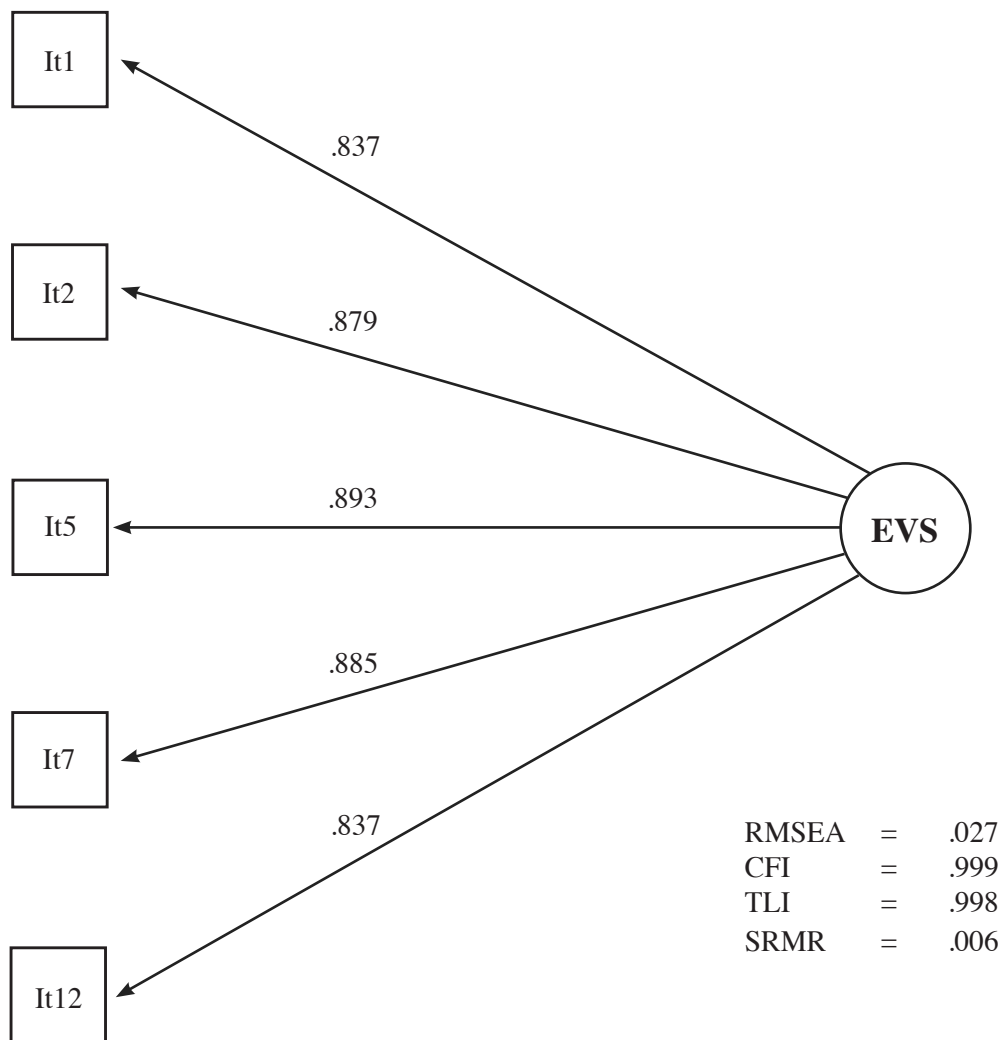 It1
.837
It2
.879
It5
.893
EVS
.885
It7
.837
RMSEA = .027
CFI = .999
TLI = .998
SRMR = .006
It12